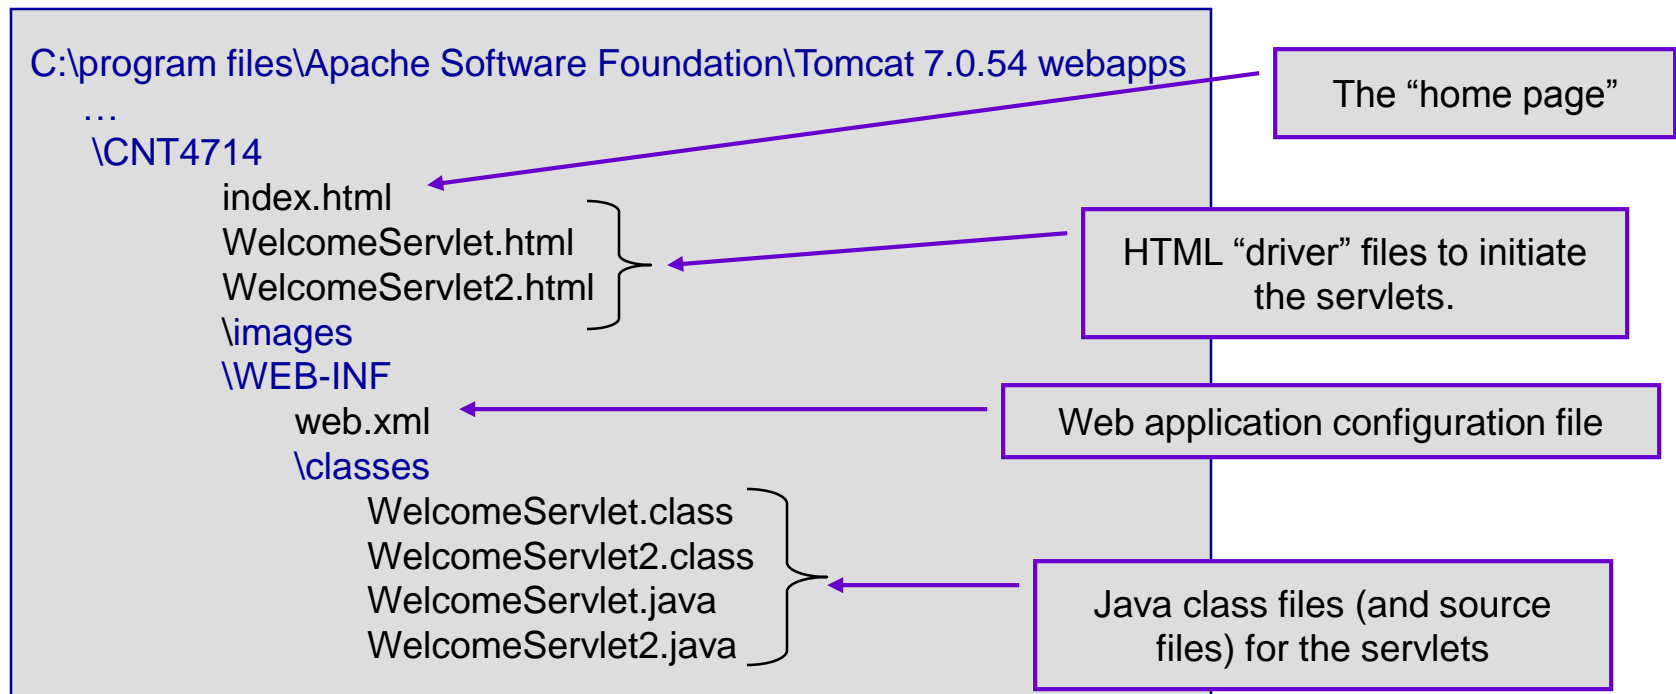 C:\program files\Apache Software Foundation\Tomcat 7.0.54 webapps
…
\CNT4714
index.html
WelcomeServlet.html
WelcomeServlet2.html
\images
\WEB-INF
web.xml
\classes
WelcomeServlet.class
WelcomeServlet2.class
WelcomeServlet.java
WelcomeServlet2.java
The “home page”
HTML “driver” files to initiate
the servlets.
Web application configuration file
Java class files (and source
files) for the servlets